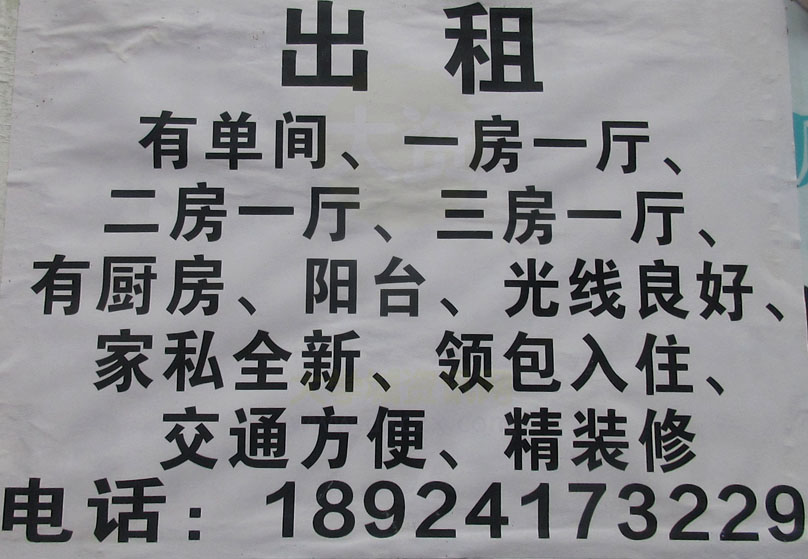 出租
有单间、一房一厅、
二房一厅、三房一厅、
有厨房、阳台、光线良好、
家私全新、领包入住、
交通方便、精装修
电话：18924173229